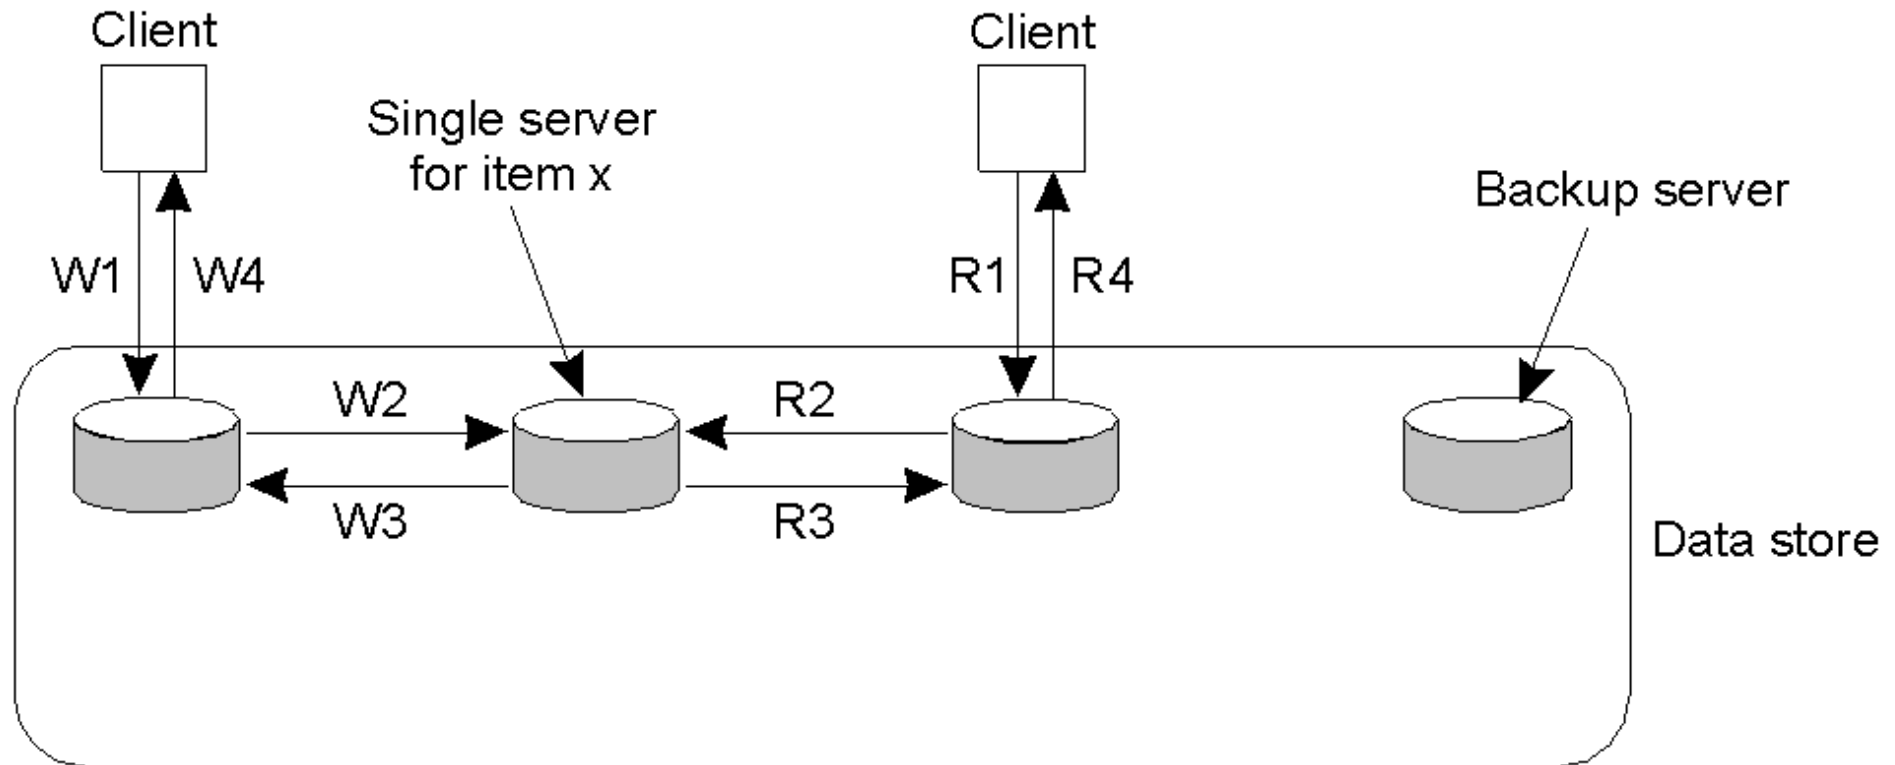 Client
Client
Single server
for item x
Backup server
W1
W4
R1
R4
W2
R2
W3
R3
Data store